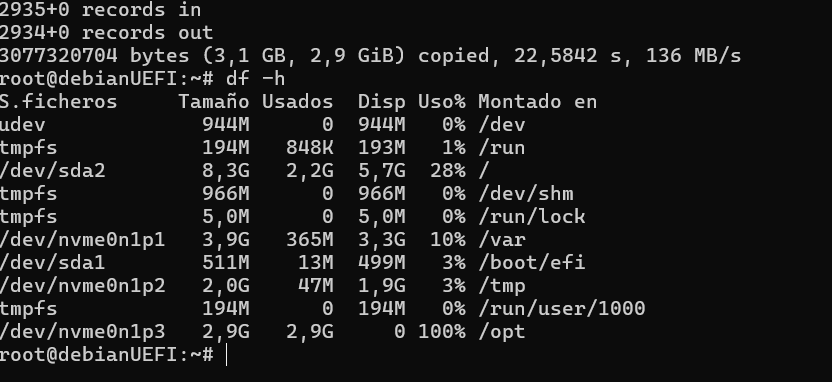 2935+0 records in
2934+0 records out
3077320704 bytes (3,1 GB, 2,9 GiB) copied, 22,5842 s, 136 MB/s
root@debianUEFI:~# df -h
S.ficheros     Tamaño Usados  Disp Uso% Montado en
udev             944M      0  944M   0% /dev
tmpfs            194M   848K  193M   1% /run
/dev/sda2        8,3G   2,2G  5,7G  28% /
tmpfs            966M      0  966M   0% /dev/shm
tmpfs            5,0M      0  5,0M   0% /run/lock
/dev/nvme0n1p1   3,9G   365M  3,3G  10% /var
/dev/sda1        511M    13M  499M   3% /boot/efi
/dev/nvme0n1p2   2,0G    47M  1,9G   3% /tmp
tmpfs            194M      0  194M   0% /run/user/1000
/dev/nvme0n1p3   2,9G   2,9G     0 100% /opt
root@debianUEFI:~#